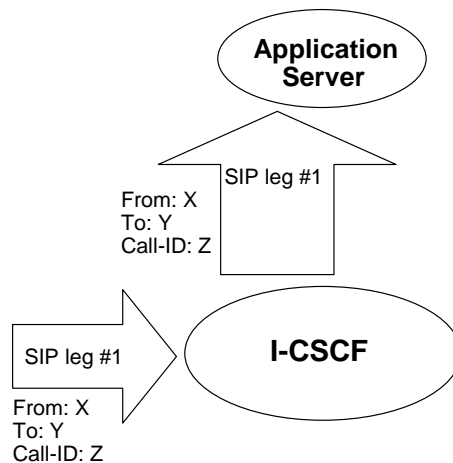 Application
Server
SIP leg #1
From: X
To: Y
Call-ID: Z
I-CSCF
SIP leg #1
From: X
To: Y
Call-ID: Z